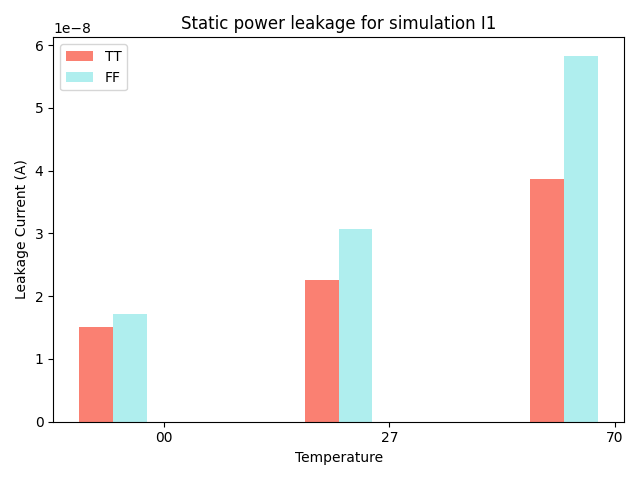 Static power leakage for simulation I1
1e−8
TT
FF
6
5
4
3
2
1
0
Leakage Current (A)
00
27
70
Temperature